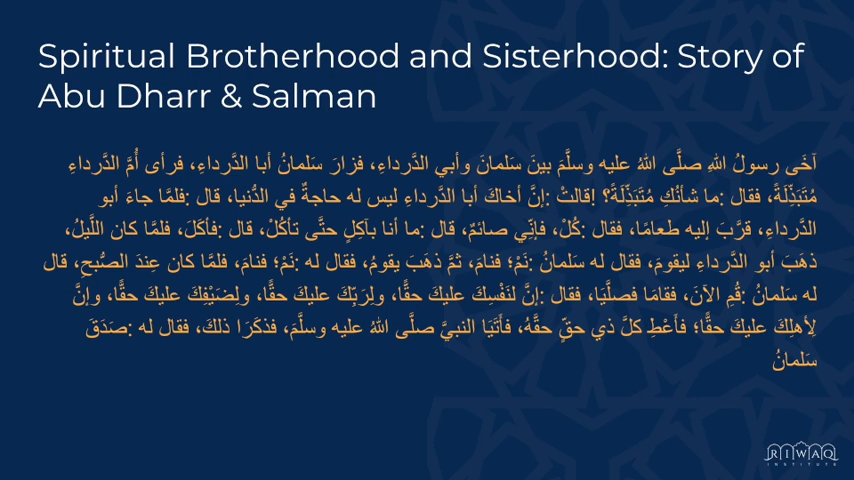 Spiritual Brotherhood and Sisterhood: Story of
Abu Dharr & Salman
آخَى رسولُ اللهِ صلَّى اللهُ عليه وسلَّمَ بينَ سَلمانَ وأبي الدَّرداءِ، فزارَ سَلمانُ أبا الدَّرداءِ، فرأى أُمَّ الدَّرداءِ
مُتَبَذِّلَةً، فقال :ما شأنُكِ مُتَبَذِّلَةً؟ !قالتْ :إنَّ أخاكَ أبا الدَّرداءِ ليس له حاجةٌ في الدُّنيا، قال :فلمَّا جاءَ أبو
الدَّرداءِ، قرَّبَ إليه طعامًا، فقال :كُلْ، فإنِّي صائمٌ، قال :ما أنا بآكِلٍ حتَّى تأكُلْ، قال :فأكَلَ، فلمَّا كان اللَّيلُ،
ذهَبَ أبو الدَّرداءِ ليقومَ، فقال له سَلمانُ :نَمْ؛ فنامَ، ثمَّ ذهَبَ يقومُ، فقال له :نَمْ؛ فنامَ، فلمَّا كان عِندَ الصُّبحِ، قال
له سَلمانُ :قُمِ الآنَ، فقامَا فصلَّيَا، فقال :إنَّ لنَفْسِكَ عليكَ حقًّا، ولِرَبِّكَ عليكَ حقًّا، ولِضَيْفِكَ عليكَ حقًّا، وإنَّ
لِأهلِكَ عليكَ حقًّا؛ فأَعْطِ كلَّ ذي حقٍّ حقَّهُ، فأَتَيَا النبيَّ صلَّى اللهُ عليه وسلَّمَ، فذكَرَا ذلكَ، فقال له :صَدَقَ
سَلمانُ
RIWAQ
INSTITUTE